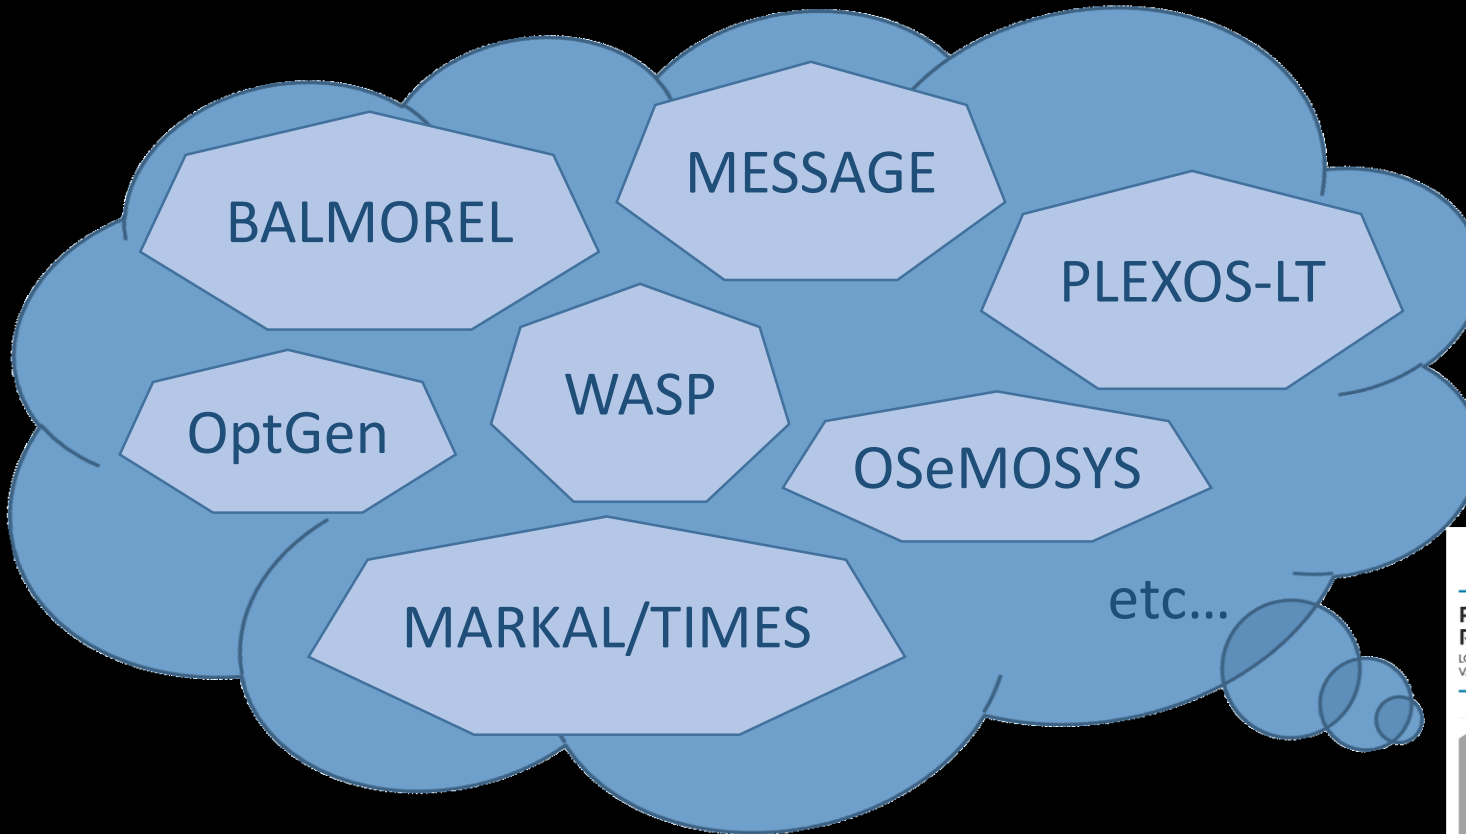 MESSAGE
BALMOREL
PLEXOS-LT
WASP
OptGen
OSeMOSYS
MARKAL/TIMES
etc...